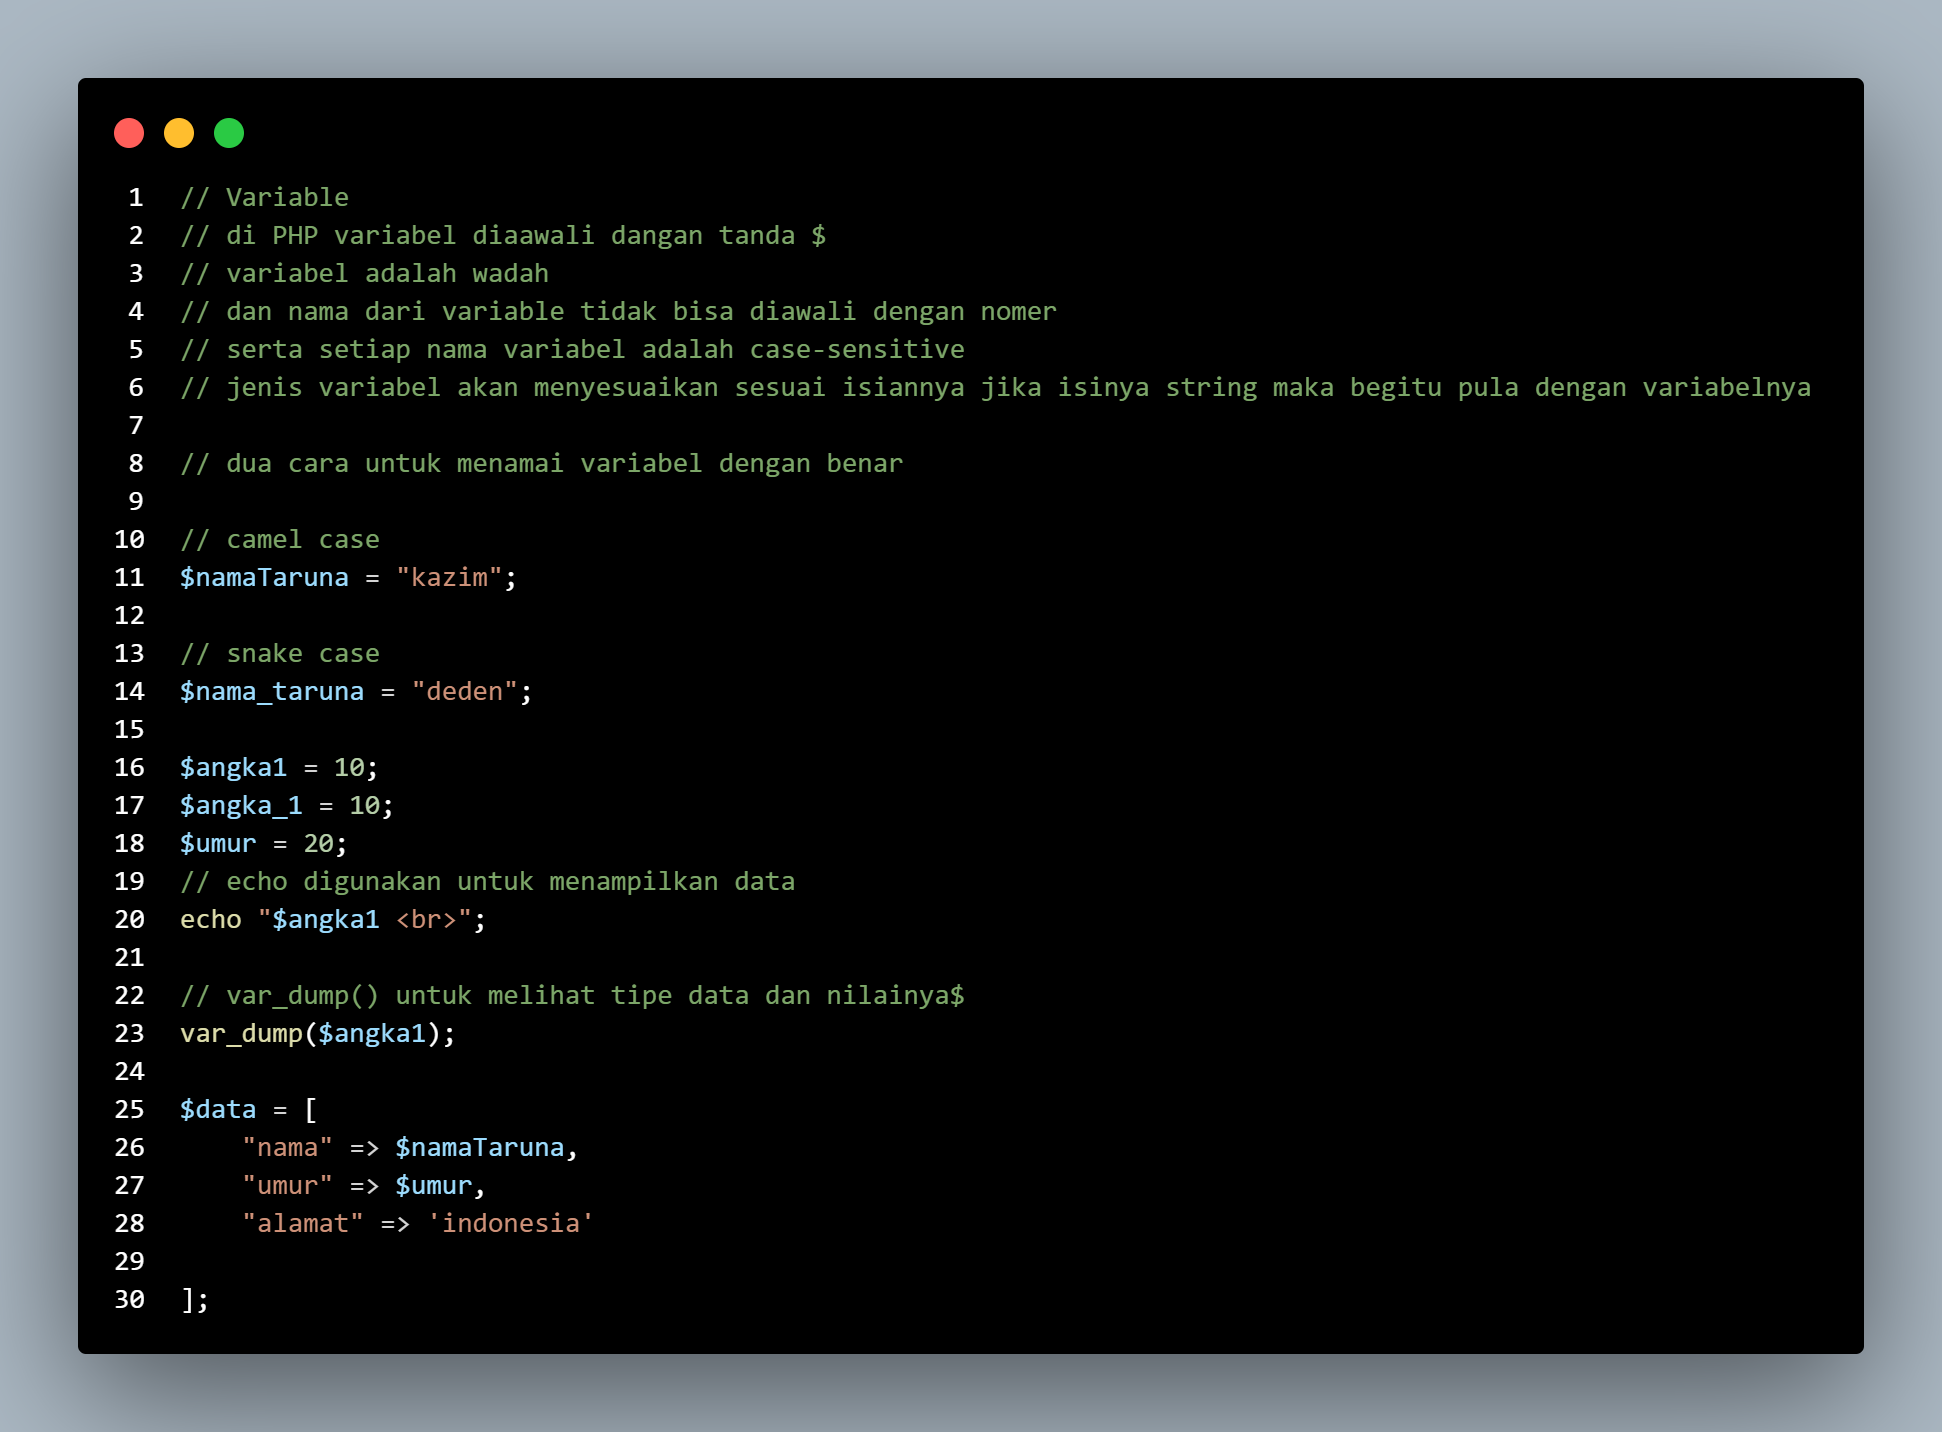 1 // Variable
2 // di PHP variabel diaawali dangan tanda $
3 // variabel adalah wadah
4 // dan nama dari variable tidak bisa diawali dengan nomer
5 // serta setiap nama variabel adalah case-sensitive
6 // jenis variabel akan menyesuaikan sesuai isiannya jika isinya string maka begitu pula dengan variabelnya
7
8 // dua cara untuk menamai variabel dengan benar
9
10 // camel case
11 $namaTaruna = "kazim";
12
13 // snake case
14 $nama_taruna = "deden";
15
16 $angka1 = 10;
17 $angka_1 = 10;
18 $umur = 20;
19 // echo digunakan untuk menampilkan data
20 echo "$angka1 <br>";
21
22 // var_dump() untuk melihat tipe data dan nilainya$
23 var_dump($angka1);
24
25 $data = [
26     "nama" => $namaTaruna,
27     "umur" => $umur,
28     "alamat" => 'indonesia'
29
30 ];